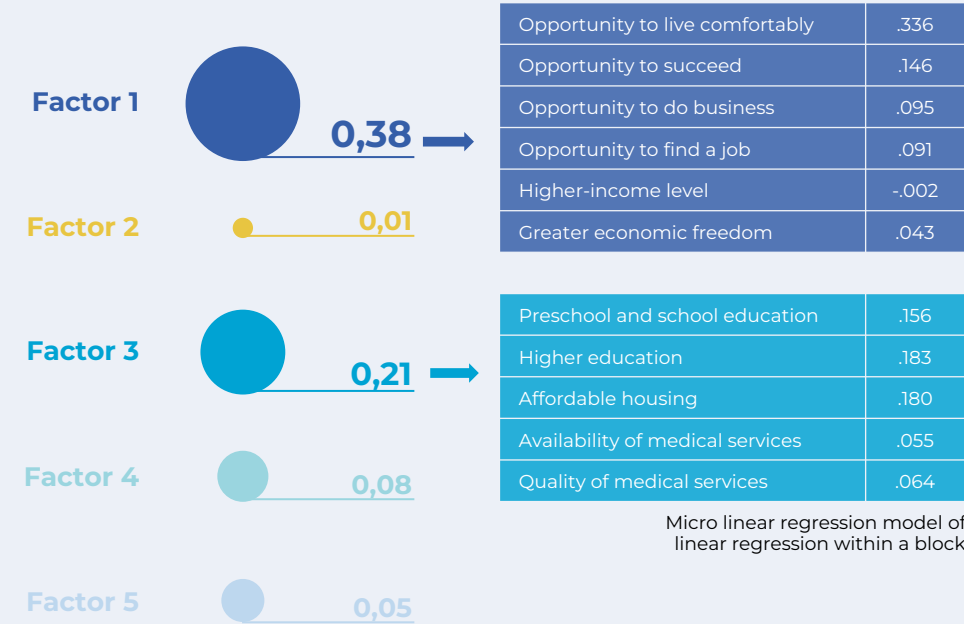 Factor 1
0,38
Opportunity to live comfortably .336
Opportunity to succeed .146
Opportunity to do business .095
Opportunity to find a job .091
Higher-income level -.002
Greater economic freedom .043
Factor 2
0,01
Factor 3
0,21
Preschool and school education .156
Higher education .183
Affordable housing .180
Availability of medical services .055
Quality of medical services .064
Factor 4
0,08
Micro linear regression model of
linear regression within a block
Factor 5
0,05